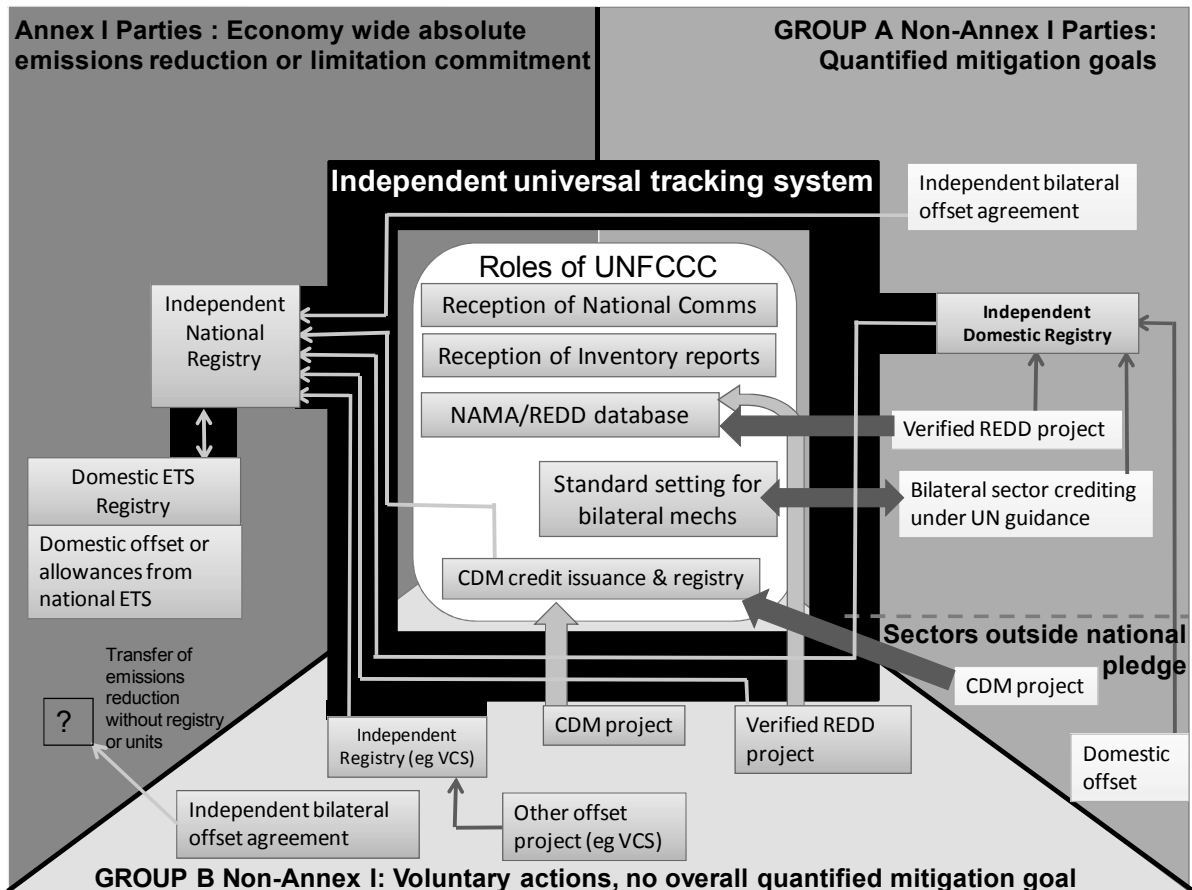 Annex I Parties : Economy wide absolute
emissions reduction or limitation commitment
GROUP A Non-Annex I Parties:
Quantified mitigation goals
Independent universal tracking system
Independent bilateral
offset agreement
Roles of UNFCCC
Reception of National Comms
Reception of Inventory reports
NAMA/REDD database
Standard setting for
bilateral mechs
CDM credit issuance & registry
Independent
National
Registry
Independent
Domestic Registry
Verified REDD project
Bilateral sector crediting
under UN guidance
Domestic ETS
Registry
Domestic offset or
allowances from
national ETS
Sectors outside national
pledge
CDM project
Transfer of
emissions
reduction
without registry
or units
?
Independent
Registry (eg VCS)
CDM project
Verified REDD
project
Domestic
offset
Independent bilateral
offset agreement
Other offset
project (eg VCS)
GROUP B Non-Annex I: Voluntary actions, no overall quantified mitigation goal